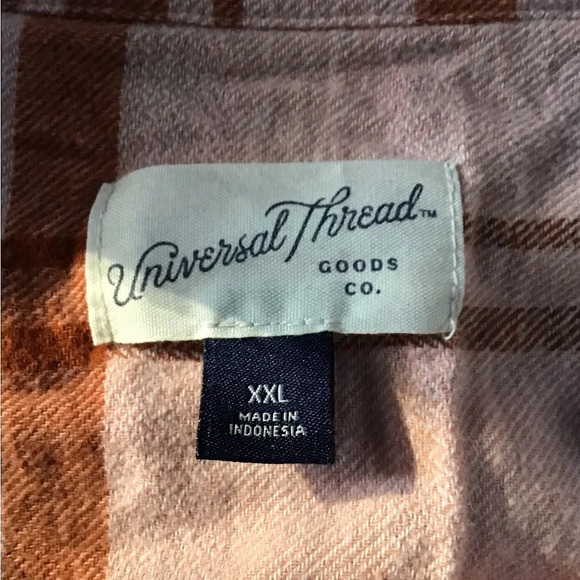 Universal Thread™
GOODS
CO.
XXL
MADE IN
INDONESIA